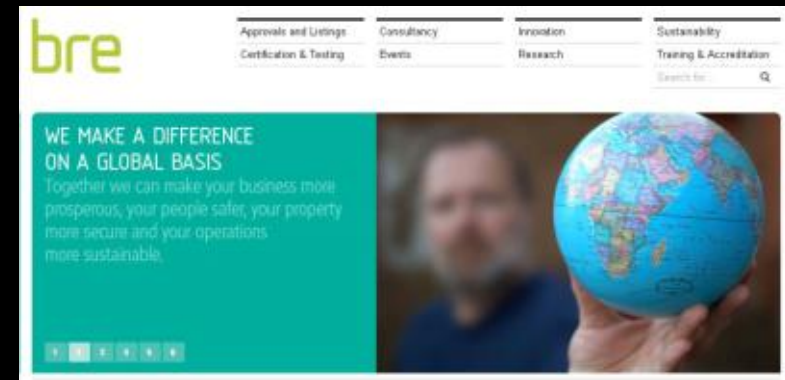 bre
Approvals and Listings
Consultancy
Innovation
Sustainability
Certification & Testing
Events
Research
Training & Accreditation
Search for
WE MAKE A DIFFERENCE
ON A GLOBAL BASIS
Together we can make your business more
prosperous, your people safer, your property
more secure and your operations
more sustainable.